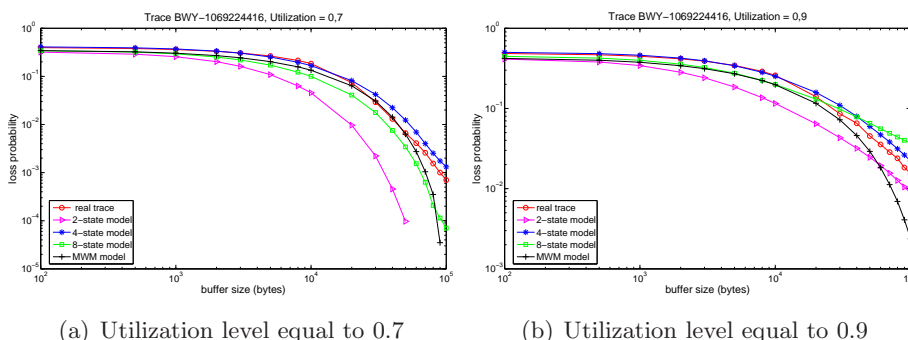 Trace BWY−1069224416, Utilization = 0,7
10^0
10^−1
10^−2
10^−3
10^−4
10^−5
loss probability
real trace
2−state model
4−state model
8−state model
MWM model
10^2
10^3
10^4
10^5
buffer size (bytes)
(a) Utilization level equal to 0.7
Trace BWY−1069224416, Utilization = 0,9
10^0
10^−1
10^−2
10^−3
loss probability
real trace
2−state model
4−state model
8−state model
MWM model
10^2
10^3
10^4
buffer size (bytes)
(b) Utilization level equal to 0.9